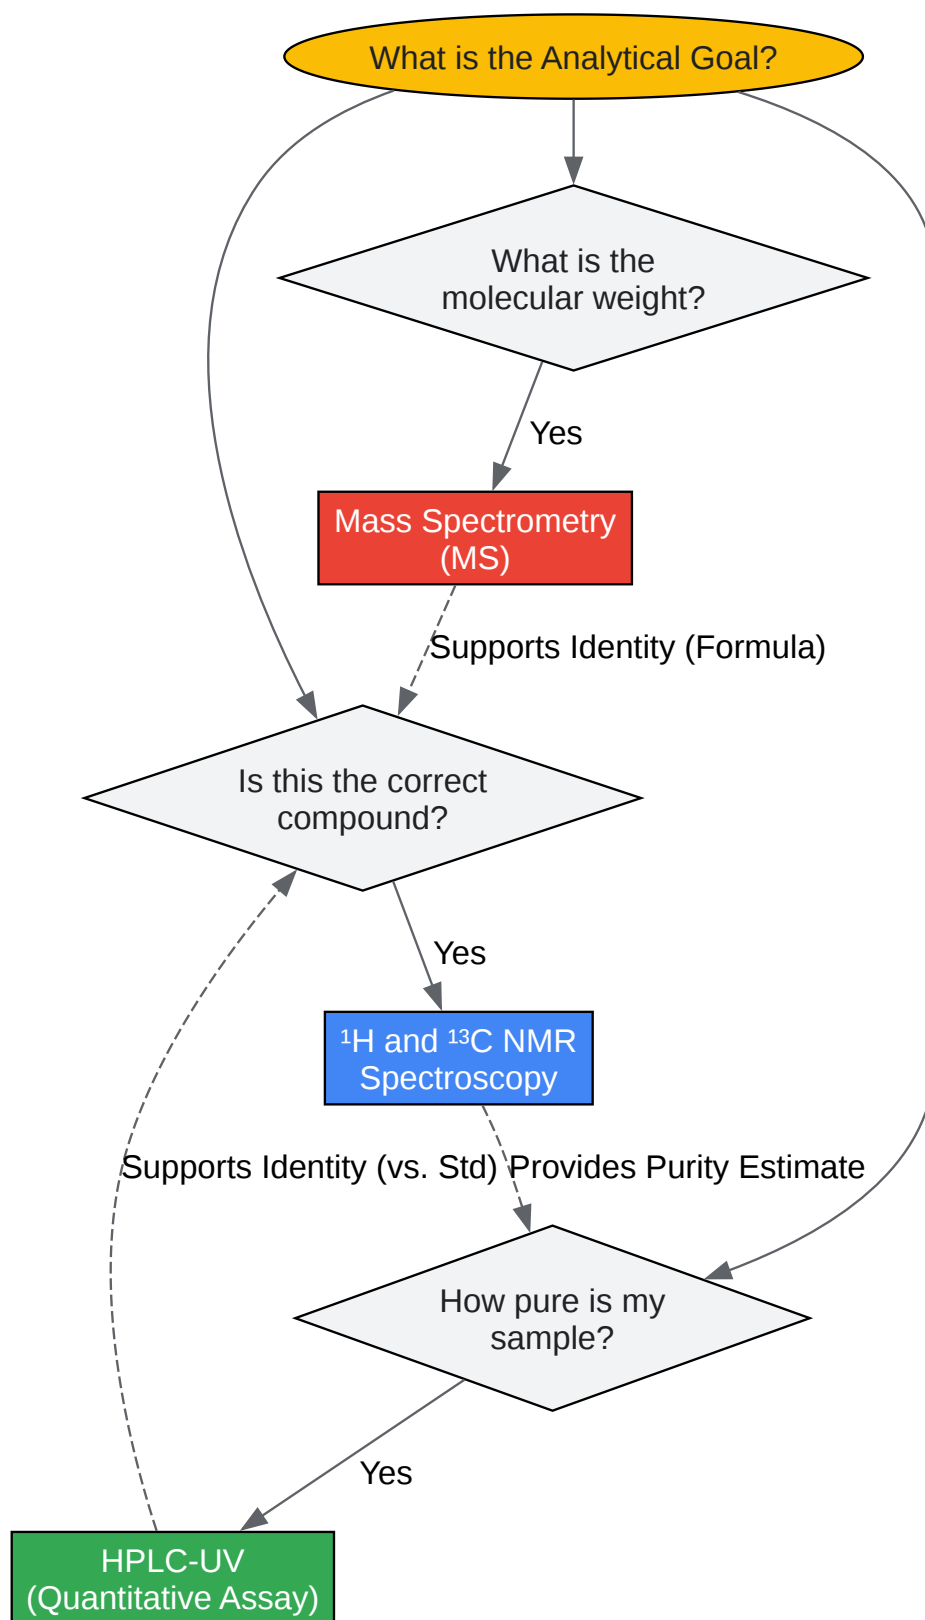 What is the Analytical Goal?
What is the
molecular weight?
Yes
Mass Spectrometry
(MS)
Supports Identity (Formula)
Is this the correct
compound?
Yes
¹H and ¹³C NMR
Spectroscopy
Supports Identity (vs. Std)
Provides Purity Estimate
How pure is my
sample?
Yes
HPLC-UV
(Quantitative Assay)